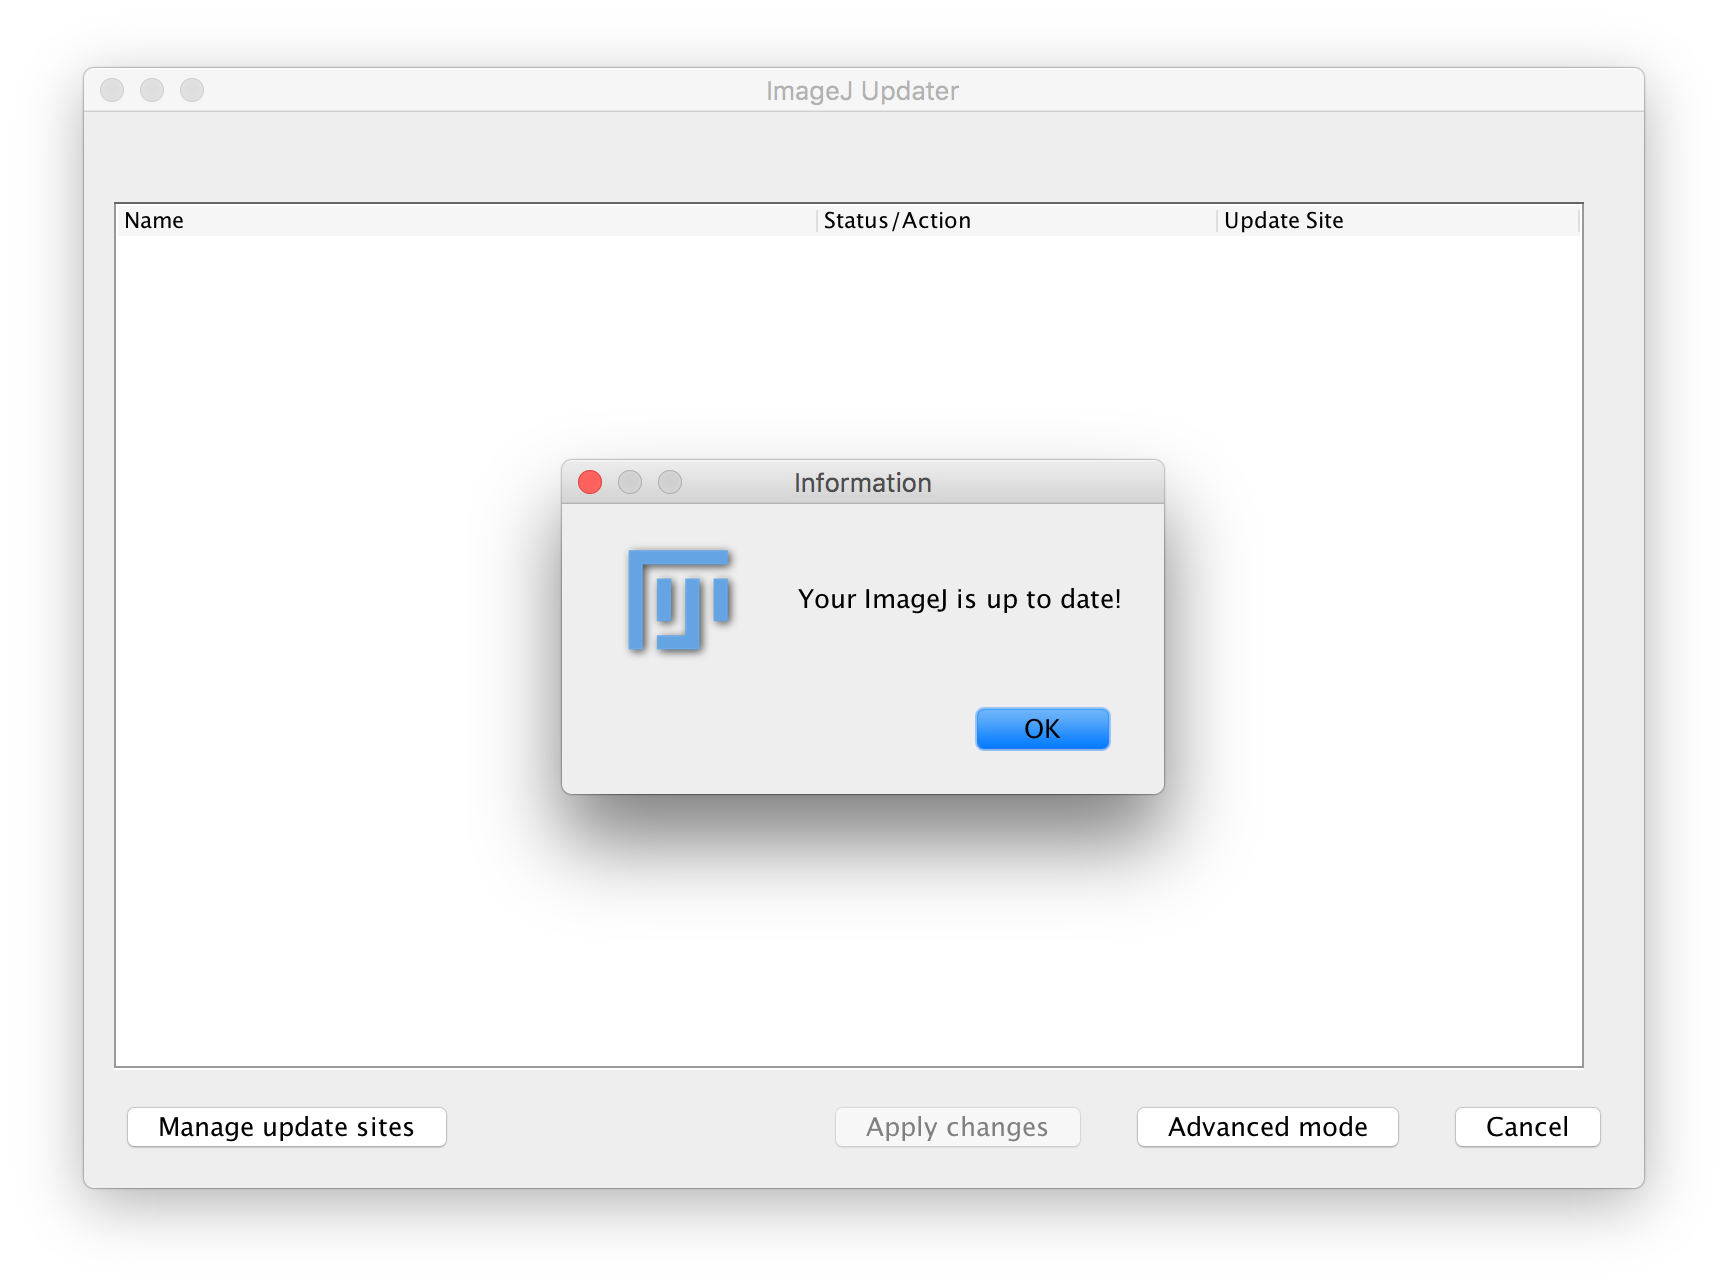 ImageJ Updater
Name Status/Action Update Site
Information
Your ImageJ is up to date!
OK
Manage update sites Apply changes Advanced mode Cancel